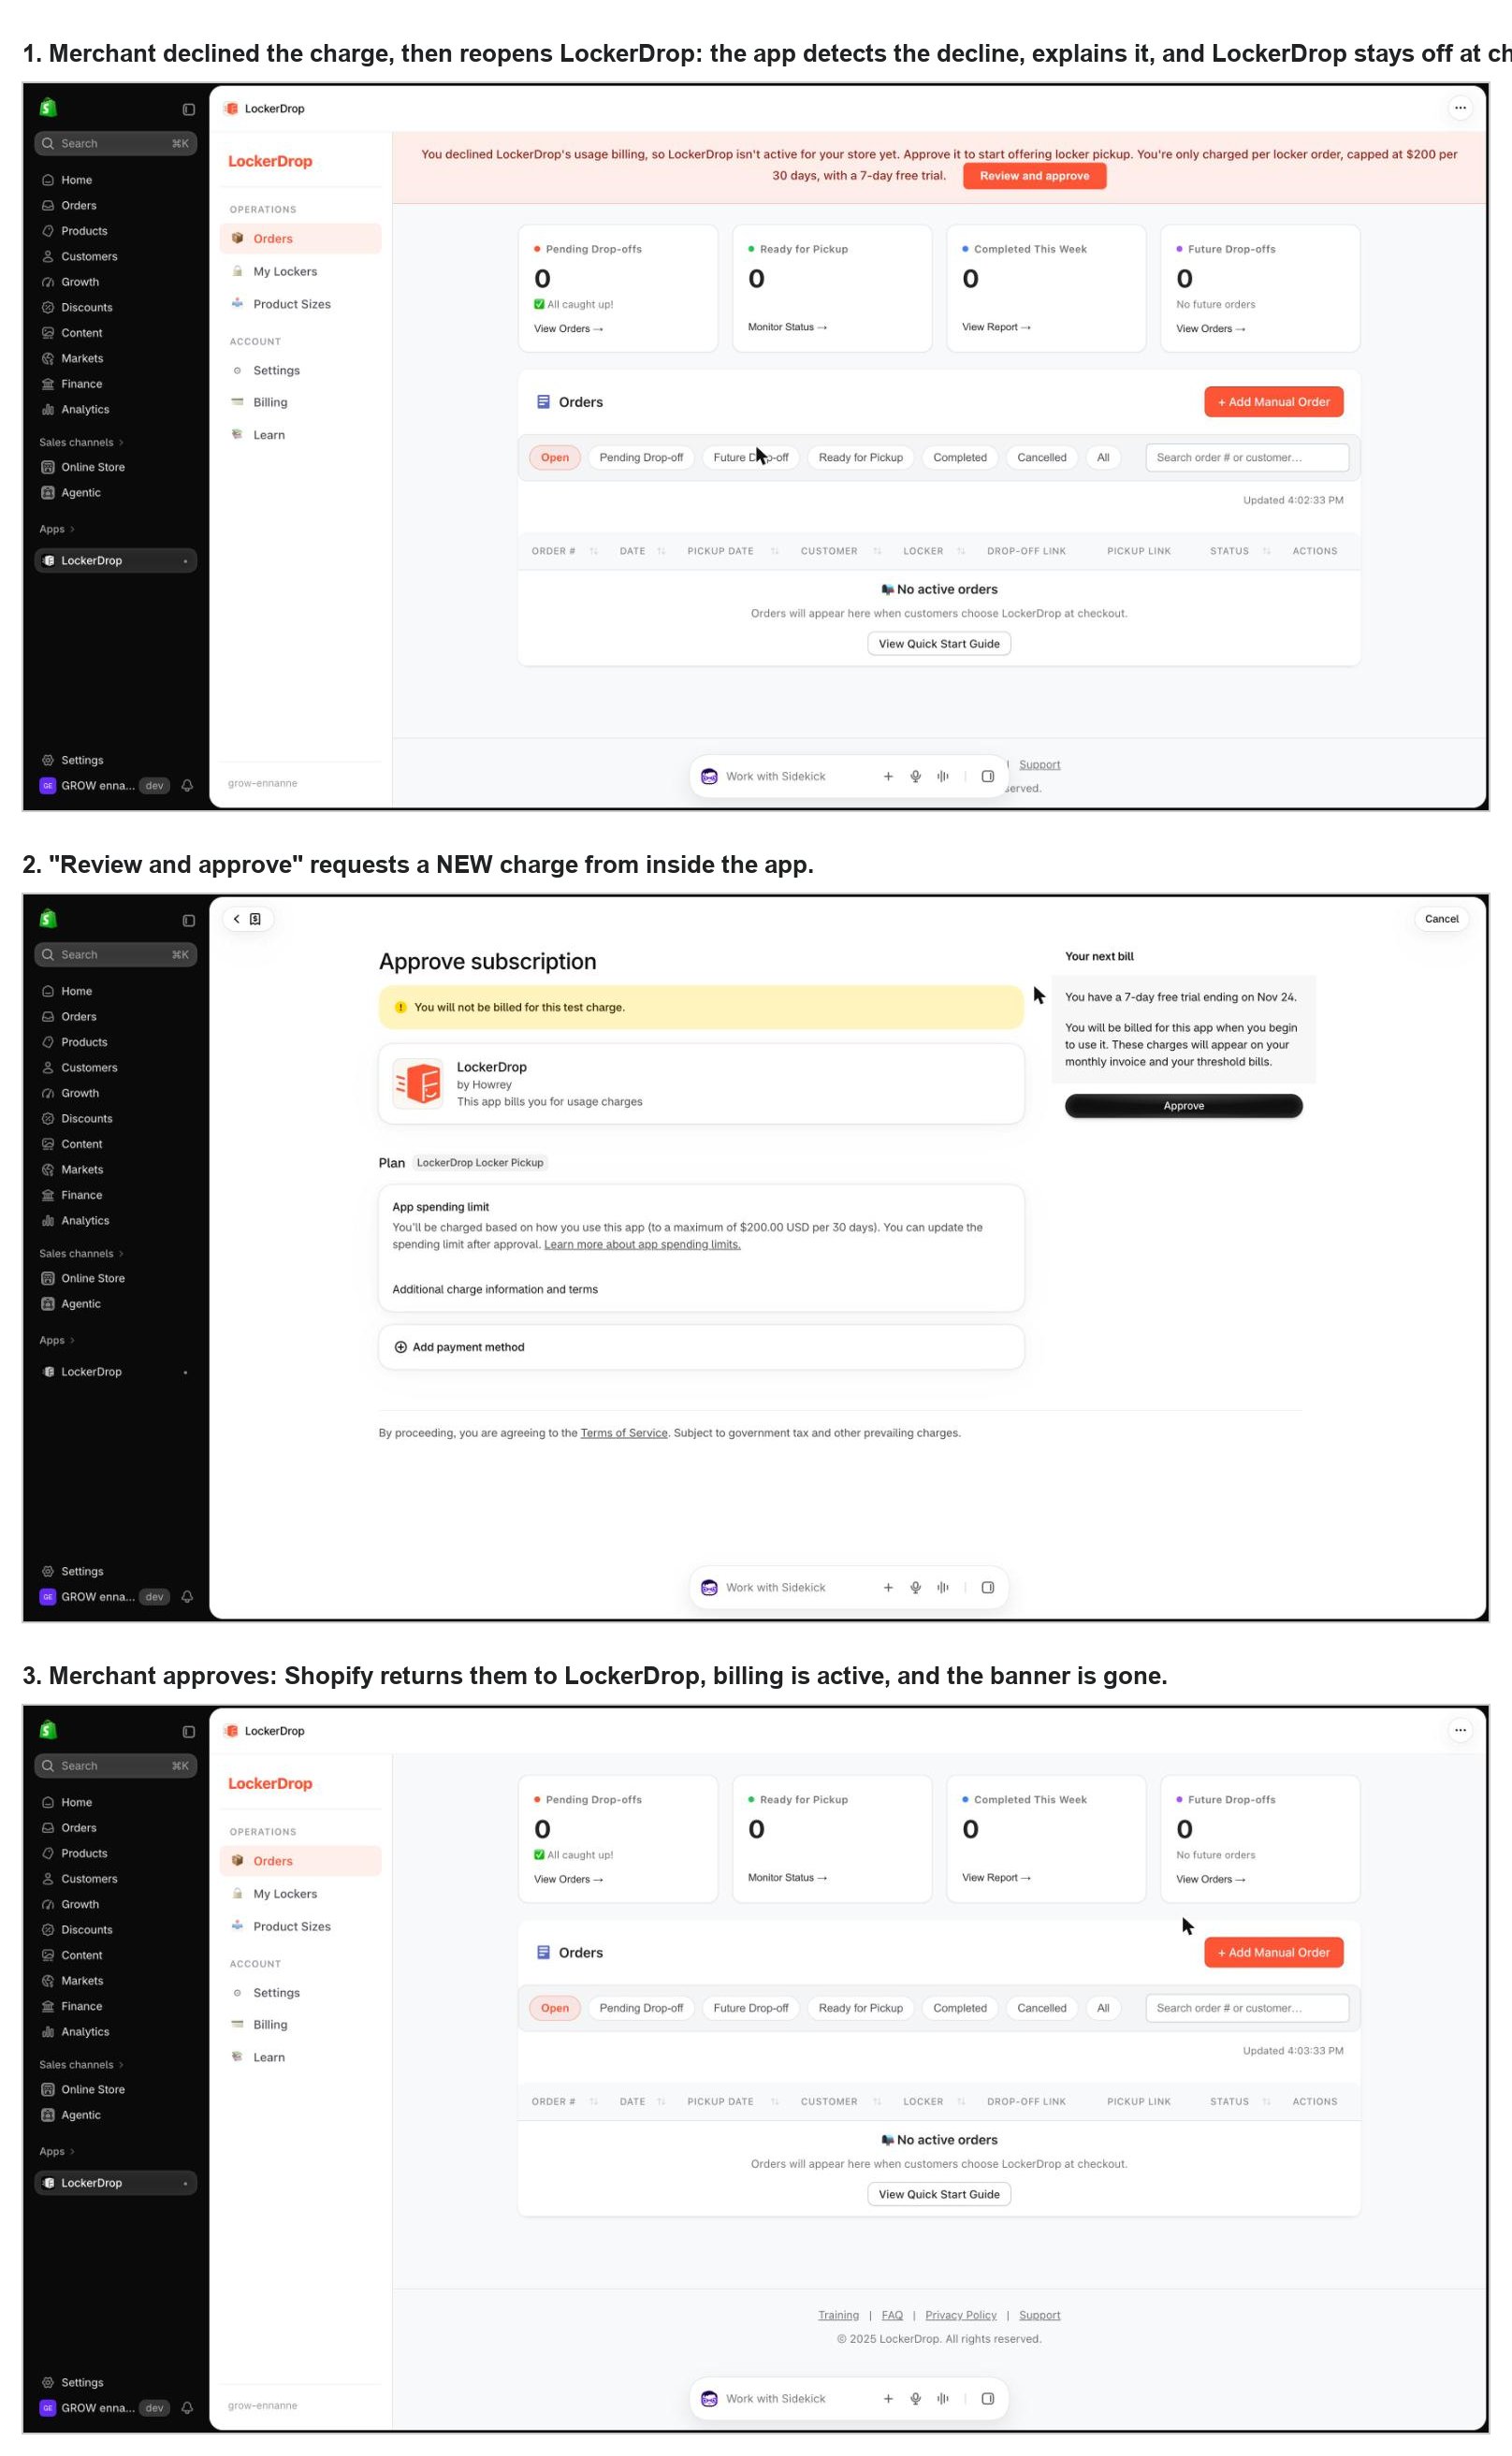 1. Merchant declined the charge, then reopens LockerDrop: the app detects the decline, explains it, and LockerDrop stays off at ch
LockerDrop
Search ⌘K
Home
Orders
Products
Customers
Growth
Discounts
Content
Markets
Finance
Analytics
Sales channels >
Online Store
Agentic
Apps >
LockerDrop
Settings
GE GROW enna... dev
LockerDrop
OPERATIONS
Orders
My Lockers
Product Sizes
ACCOUNT
Settings
Billing
Learn
grow-ennanne
You declined LockerDrop's usage billing, so LockerDrop isn't active for your store yet. Approve it to start offering locker pickup. You're only charged per locker order, capped at $200 per
30 days, with a 7-day free trial. Review and approve
Pending Drop-offs
0
✅ All caught up!
View Orders →
Ready for Pickup
0
Monitor Status →
Completed This Week
0
View Report →
Future Drop-offs
0
No future orders
View Orders →
Orders
+ Add Manual Order
Open Pending Drop-off Future Drop-off Ready for Pickup Completed Cancelled All Search order # or customer...
Updated 4:02:33 PM
ORDER # DATE PICKUP DATE CUSTOMER LOCKER DROP-OFF LINK PICKUP LINK STATUS ACTIONS
No active orders
Orders will appear here when customers choose LockerDrop at checkout.
View Quick Start Guide
| Support
served.
Work with Sidekick
2. "Review and approve" requests a NEW charge from inside the app.
Search ⌘K
Home
Orders
Products
Customers
Growth
Discounts
Content
Markets
Finance
Analytics
Sales channels >
Online Store
Agentic
Apps >
LockerDrop
Settings
GE GROW enna... dev
Cancel
Approve subscription
You will not be billed for this test charge.
LockerDrop
by Howrey
This app bills you for usage charges
Plan LockerDrop Locker Pickup
App spending limit
You'll be charged based on how you use this app (to a maximum of $200.00 USD per 30 days). You can update the
spending limit after approval. Learn more about app spending limits.
Additional charge information and terms
Add payment method
By proceeding, you are agreeing to the Terms of Service. Subject to government tax and other prevailing charges.
Your next bill
You have a 7-day free trial ending on Nov 24.
You will be billed for this app when you begin
to use it. These charges will appear on your
monthly invoice and your threshold bills.
Approve
Work with Sidekick
3. Merchant approves: Shopify returns them to LockerDrop, billing is active, and the banner is gone.
LockerDrop
Search ⌘K
Home
Orders
Products
Customers
Growth
Discounts
Content
Markets
Finance
Analytics
Sales channels >
Online Store
Agentic
Apps >
LockerDrop
Settings
GE GROW enna... dev
LockerDrop
OPERATIONS
Orders
My Lockers
Product Sizes
ACCOUNT
Settings
Billing
Learn
grow-ennanne
Pending Drop-offs
0
✅ All caught up!
View Orders →
Ready for Pickup
0
Monitor Status →
Completed This Week
0
View Report →
Future Drop-offs
0
No future orders
View Orders →
Orders
+ Add Manual Order
Open Pending Drop-off Future Drop-off Ready for Pickup Completed Cancelled All Search order # or customer...
Updated 4:03:33 PM
ORDER # DATE PICKUP DATE CUSTOMER LOCKER DROP-OFF LINK PICKUP LINK STATUS ACTIONS
No active orders
Orders will appear here when customers choose LockerDrop at checkout.
View Quick Start Guide
Training | FAQ | Privacy Policy | Support
© 2025 LockerDrop. All rights reserved.
Work with Sidekick